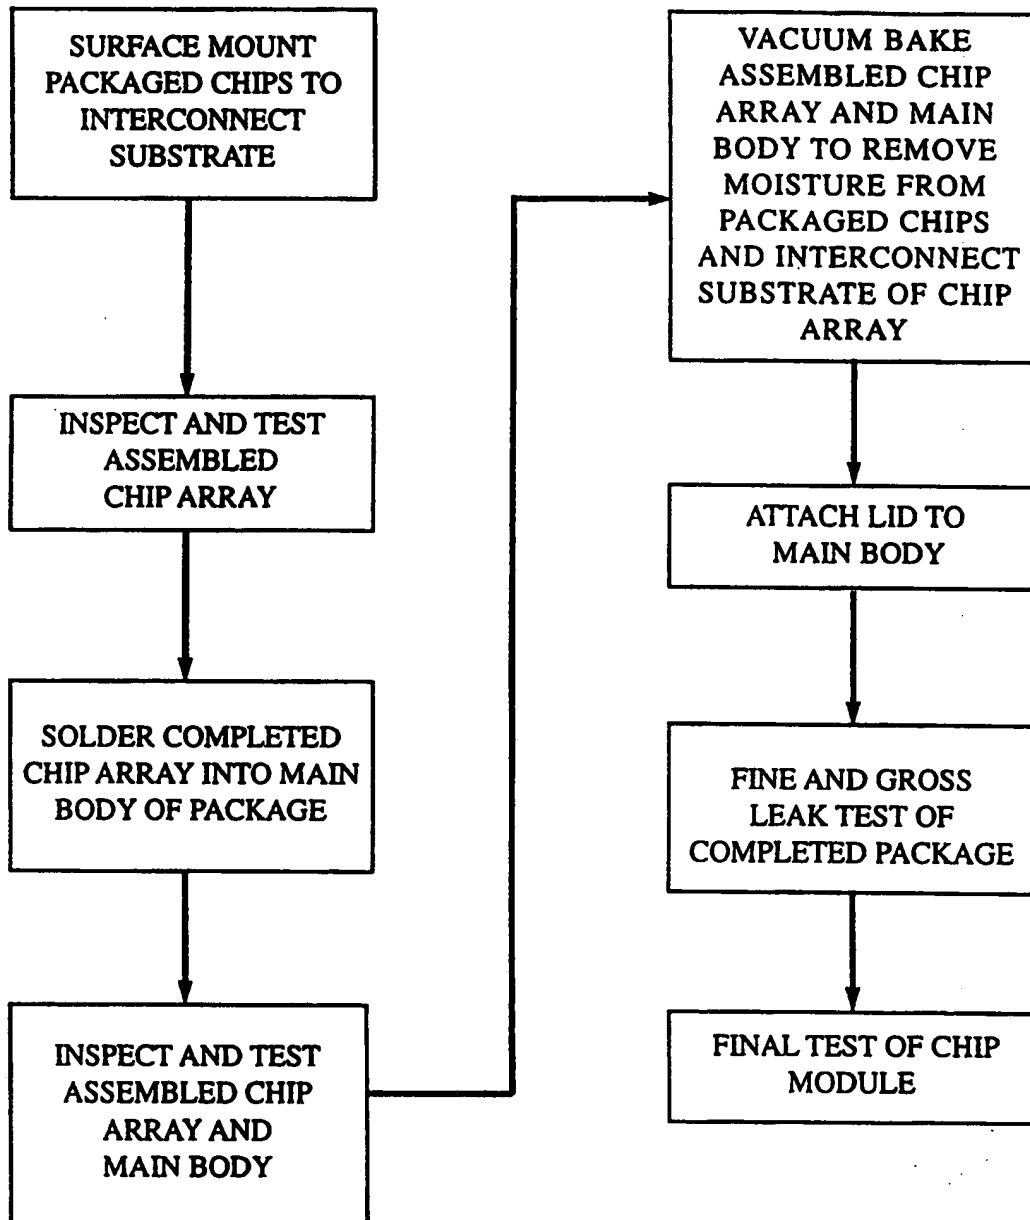 SURFACE MOUNT
PACKAGED CHIPS TO
INTERCONNECT
SUBSTRATE
INSPECT AND TEST
ASSEMBLED
CHIP ARRAY
SOLDER COMPLETED
CHIP ARRAY INTO MAIN
BODY OF PACKAGE
INSPECT AND TEST
ASSEMBLED CHIP
ARRAY AND
MAIN BODY
VACUUM BAKE
ASSEMBLED CHIP
ARRAY AND MAIN
BODY TO REMOVE
MOISTURE FROM
PACKAGED CHIPS
AND INTERCONNECT
SUBSTRATE OF CHIP
ARRAY
ATTACH LID TO
MAIN BODY
FINE AND GROSS
LEAK TEST OF
COMPLETED PACKAGE
FINAL TEST OF CHIP
MODULE